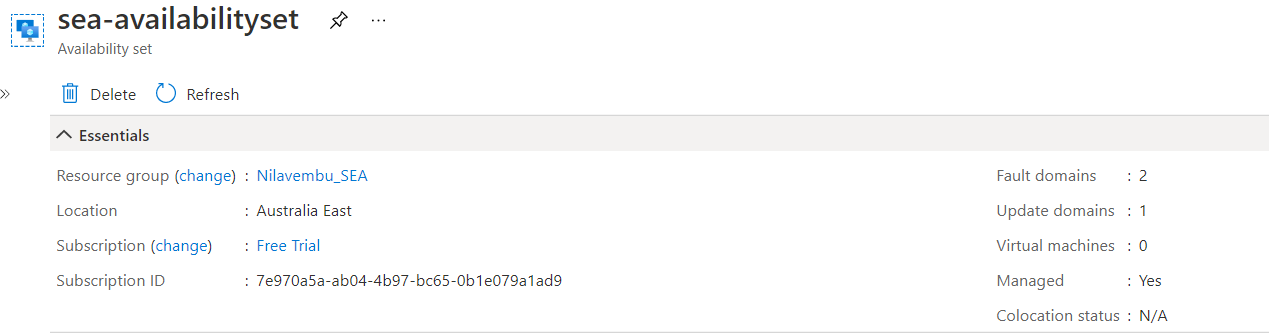 sea-availabilityset ...
Availability set
» Delete Refresh
Essentials
Resource group (change) : Nilavembu_SEA Fault domains : 2
Location : Australia East Update domains : 1
Subscription (change) : Free Trial Virtual machines : 0
Subscription ID : 7e970a5a-ab04-4b97-bc65-0b1e079a1ad9 Managed : Yes
Colocation status : N/A